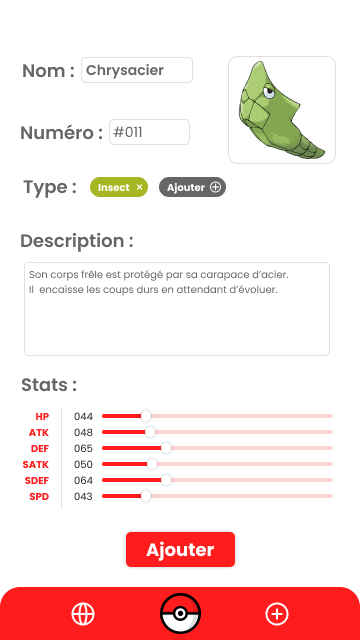 Nom : Chrysacier
Numéro : #011
Type : Insect × Ajouter
Description :
Son corps frêle est protégé par sa carapace d'acier.
Il encaisse les coups durs en attendant d'évoluer.
Stats :
HP 044
ATK 048
DEF 065
SATK 050
SDEF 064
SPD 043
Ajouter